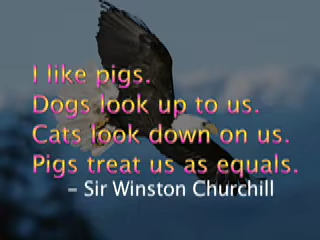 I like pigs.
Dogs look up to us.
Cats look down on us.
Pigs treat us as equals.
– Sir Winston Churchill